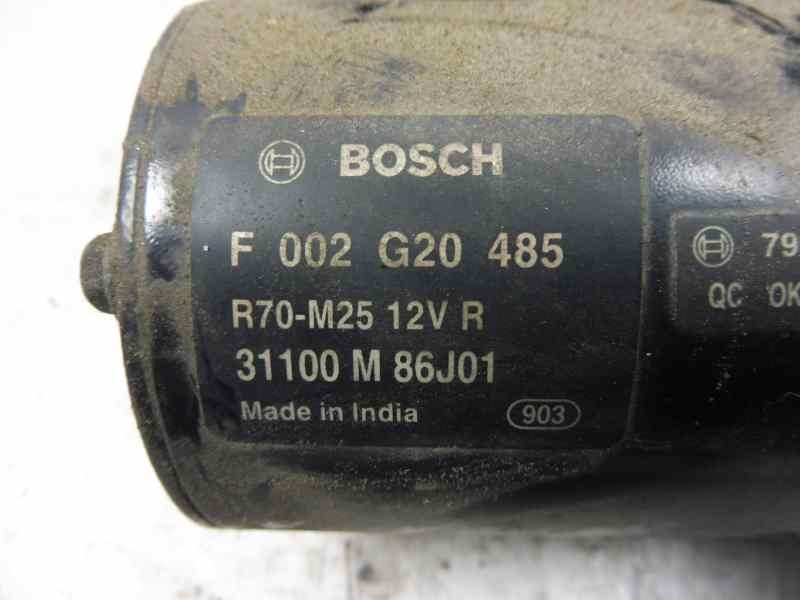 BOSCH
F 002 G20 485
R70-M25 12V R
31100 M 86J01
Made in India 903
79
QC OK